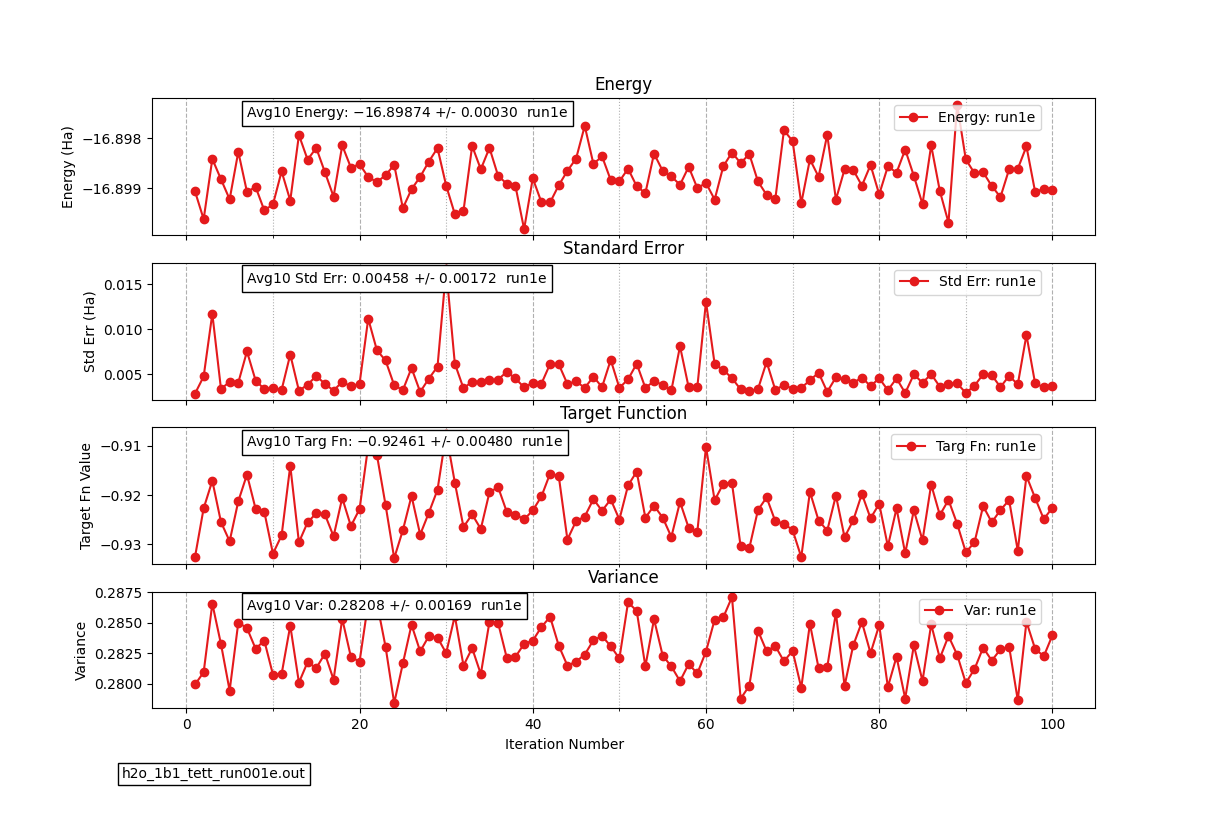 Energy
Avg10 Energy: −16.89874 +/- 0.00030 run1e
Energy: run1e
Energy (Ha)
−16.898
−16.899
Standard Error
Avg10 Std Err: 0.00458 +/- 0.00172 run1e
Std Err: run1e
Std Err (Ha)
0.015
0.010
0.005
Target Function
Avg10 Targ Fn: −0.92461 +/- 0.00480 run1e
Targ Fn: run1e
Target Fn Value
−0.91
−0.92
−0.93
Variance
Avg10 Var: 0.28208 +/- 0.00169 run1e
Var: run1e
Variance
0.2875
0.2850
0.2825
0.2800
0 20 40 60 80 100
Iteration Number
h2o_1b1_tett_run001e.out